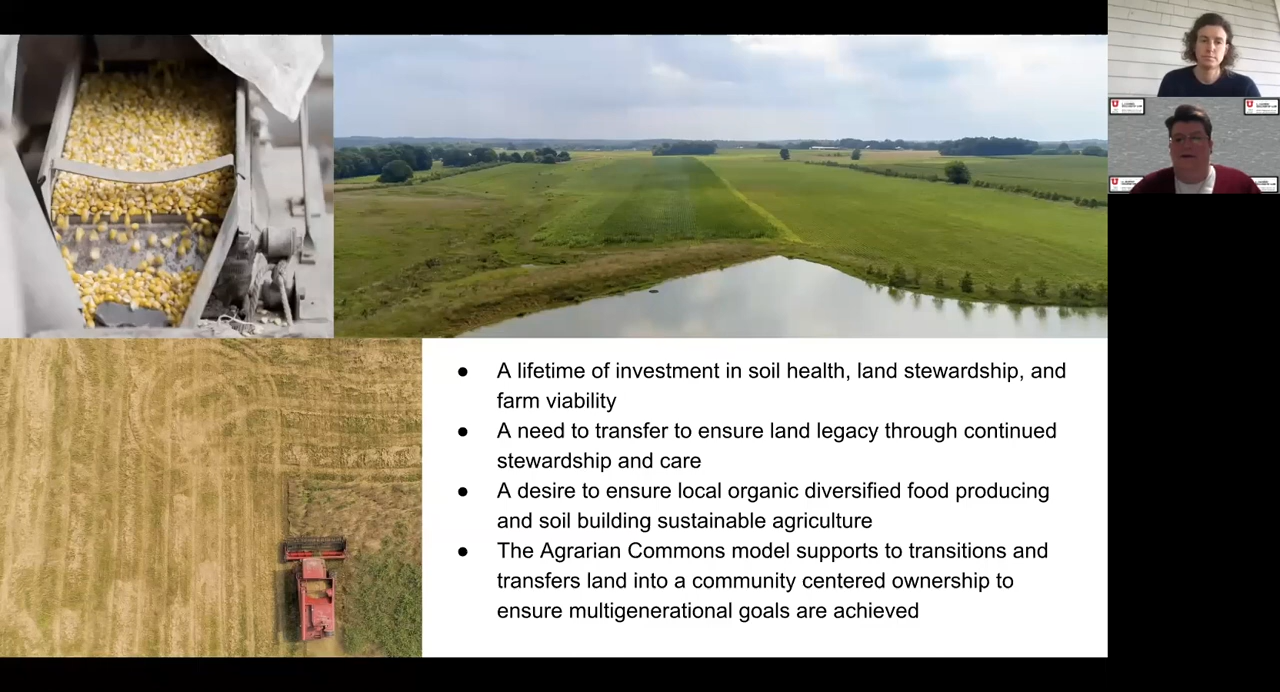 ● A lifetime of investment in soil health, land stewardship, and
farm viability
● A need to transfer to ensure land legacy through continued
stewardship and care
● A desire to ensure local organic diversified food producing
and soil building sustainable agriculture
● The Agrarian Commons model supports to transitions and
transfers land into a community centered ownership to
ensure multigenerational goals are achieved